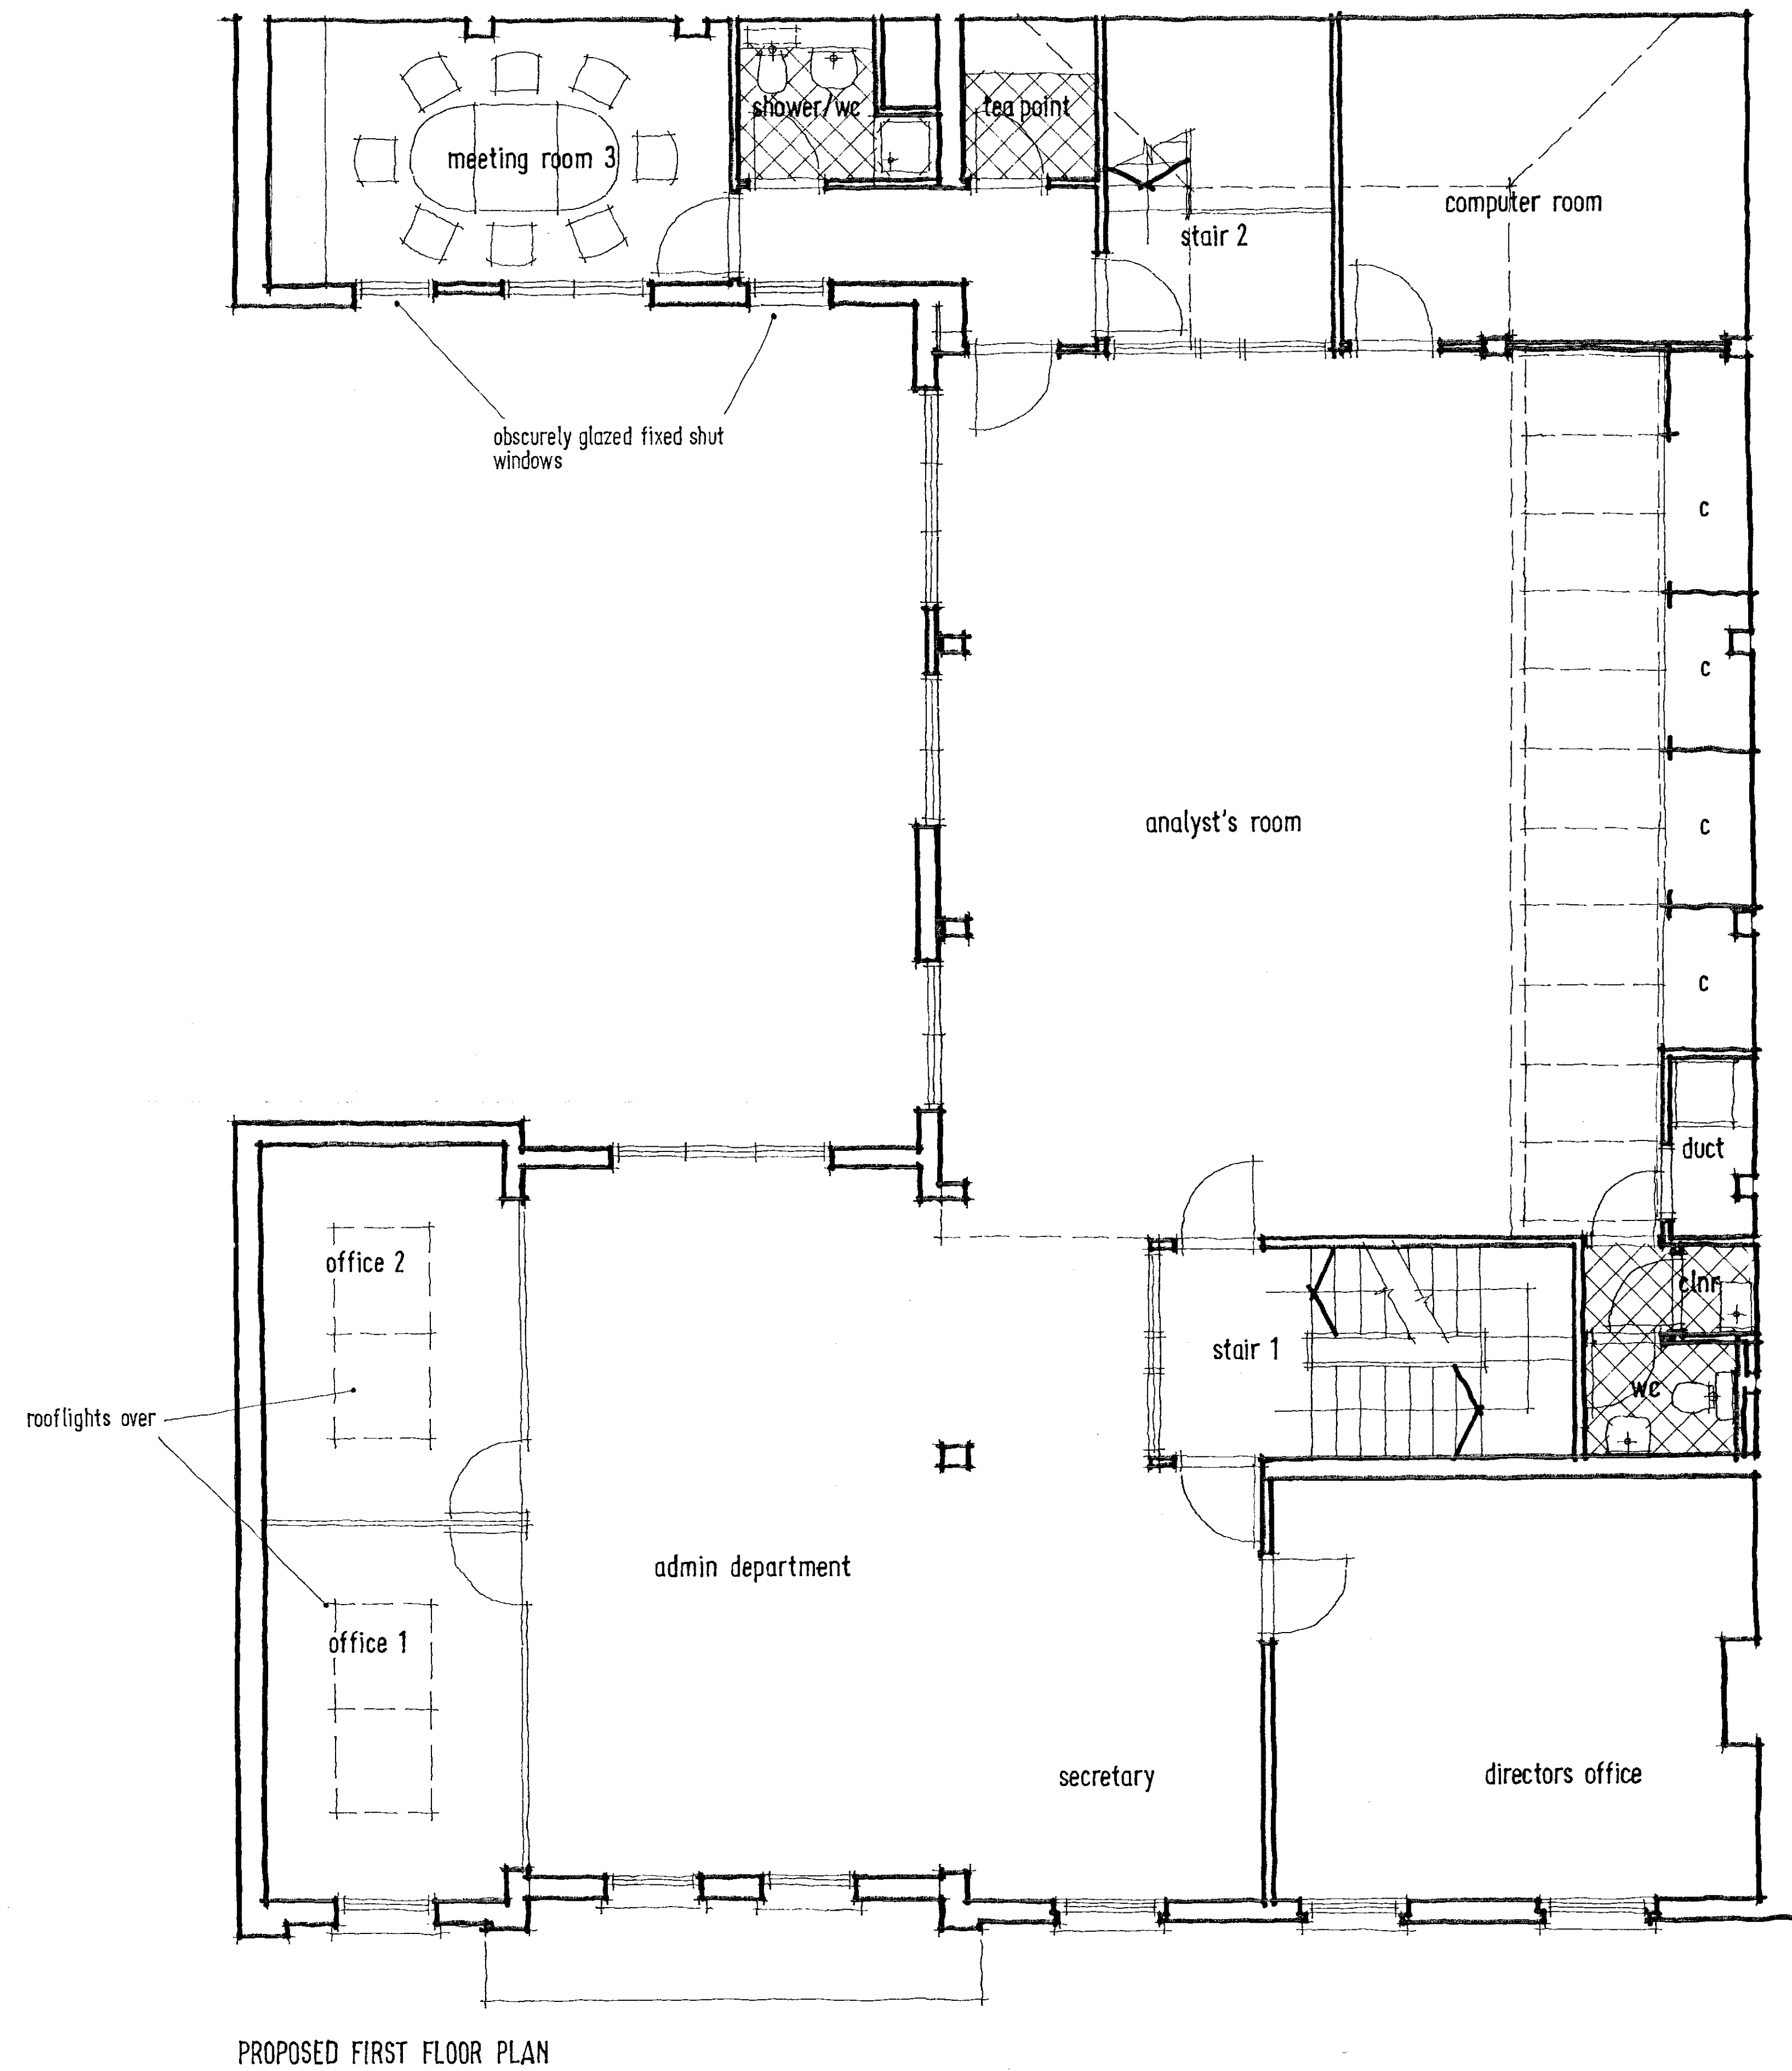 shower/wc
tea point
meeting room 3
computer room
stair 2
obscurely glazed fixed shut
windows
c
c
analyst's room
c
c
duct
office 2
clnr
stair 1
wc
rooflights over
admin department
office 1
secretary
directors office
PROPOSED FIRST FLOOR PLAN